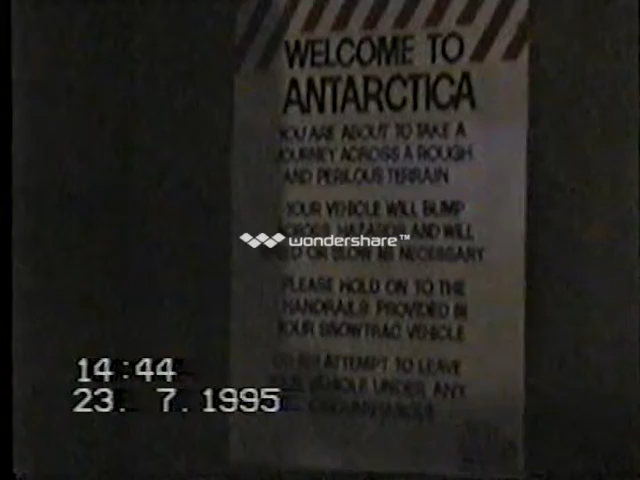 WELCOME TO
ANTARCTICA
YOU ARE ABOUT TO TAKE A
JOURNEY ACROSS A ROUGH
AND PERILOUS TERRAIN
YOUR VEHICLE WILL BUMP
ACROSS AND WILL
OR SLOW AS NECESSARY
wondershare™
PLEASE HOLD ON TO THE
HANDRAILS PROVIDED IN
YOUR SNOWTRAC VEHICLE
ATTEMPT TO LEAVE
VEHICLE UNDER ANY
14:44
23. 7.1995